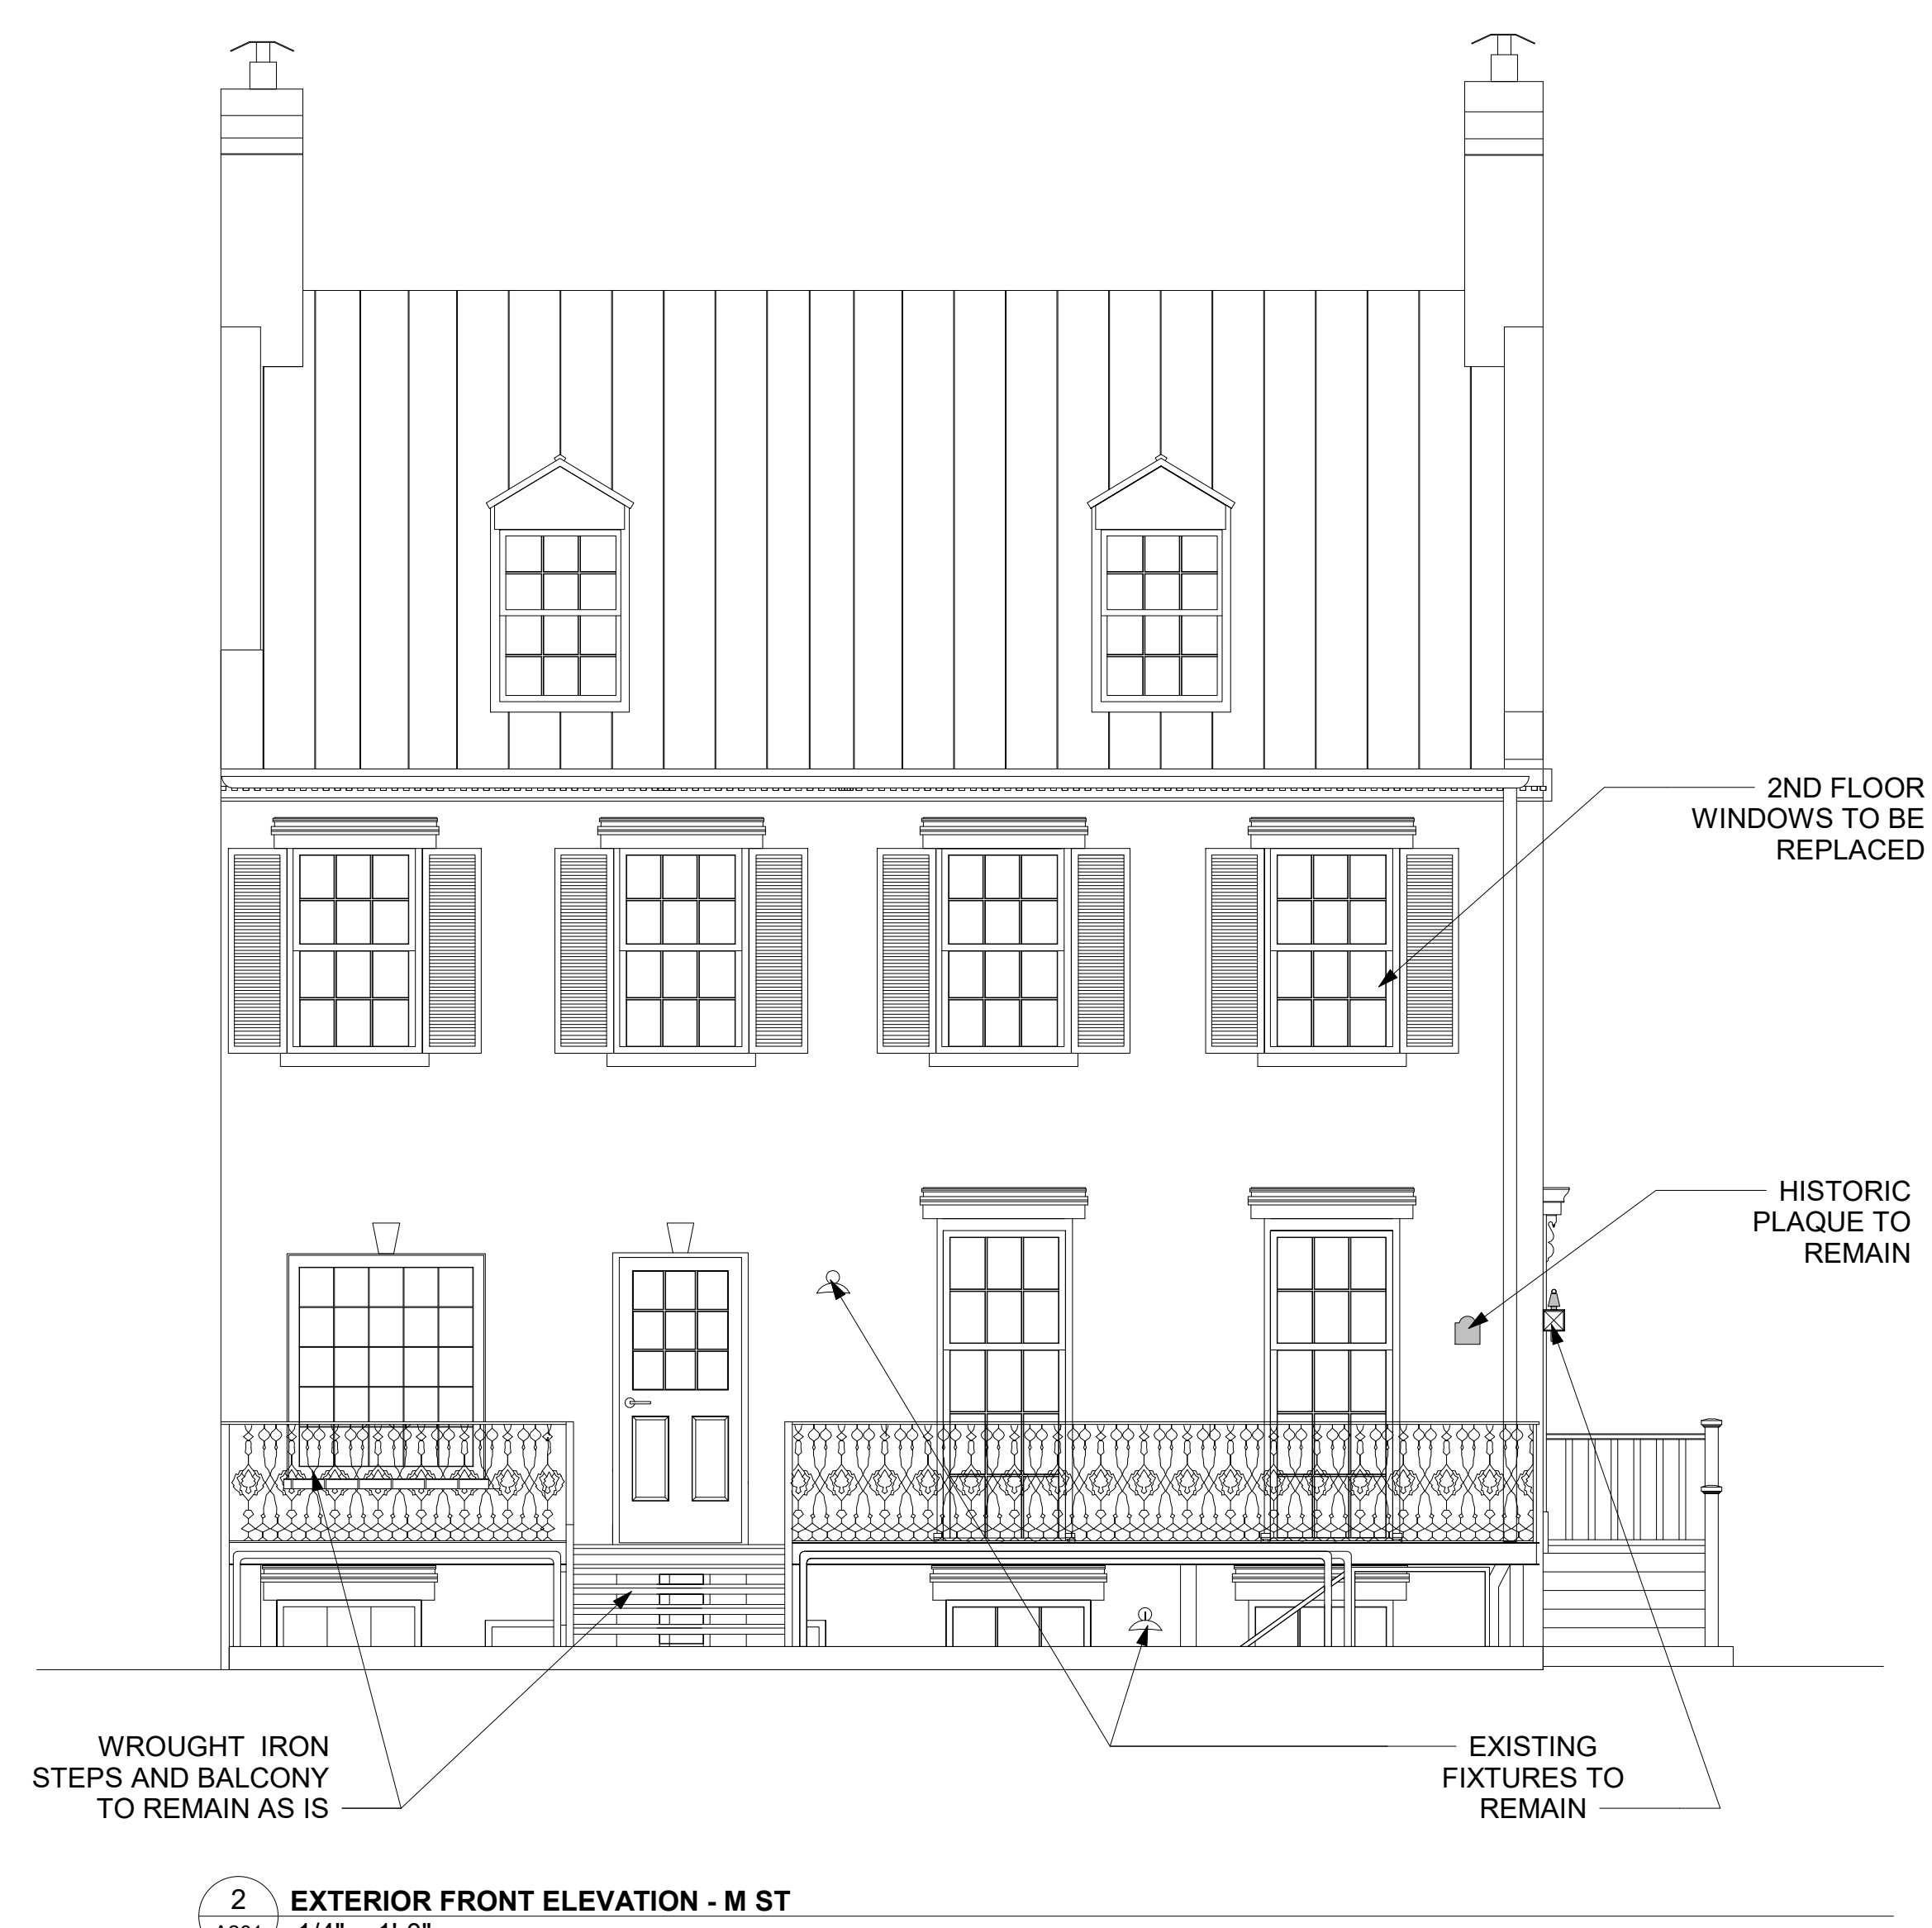 2ND FLOOR
WINDOWS TO BE
REPLACED
HISTORIC
PLAQUE TO
REMAIN
WROUGHT IRON
STEPS AND BALCONY
TO REMAIN AS IS
EXISTING
FIXTURES TO
REMAIN
2
EXTERIOR FRONT ELEVATION - M ST